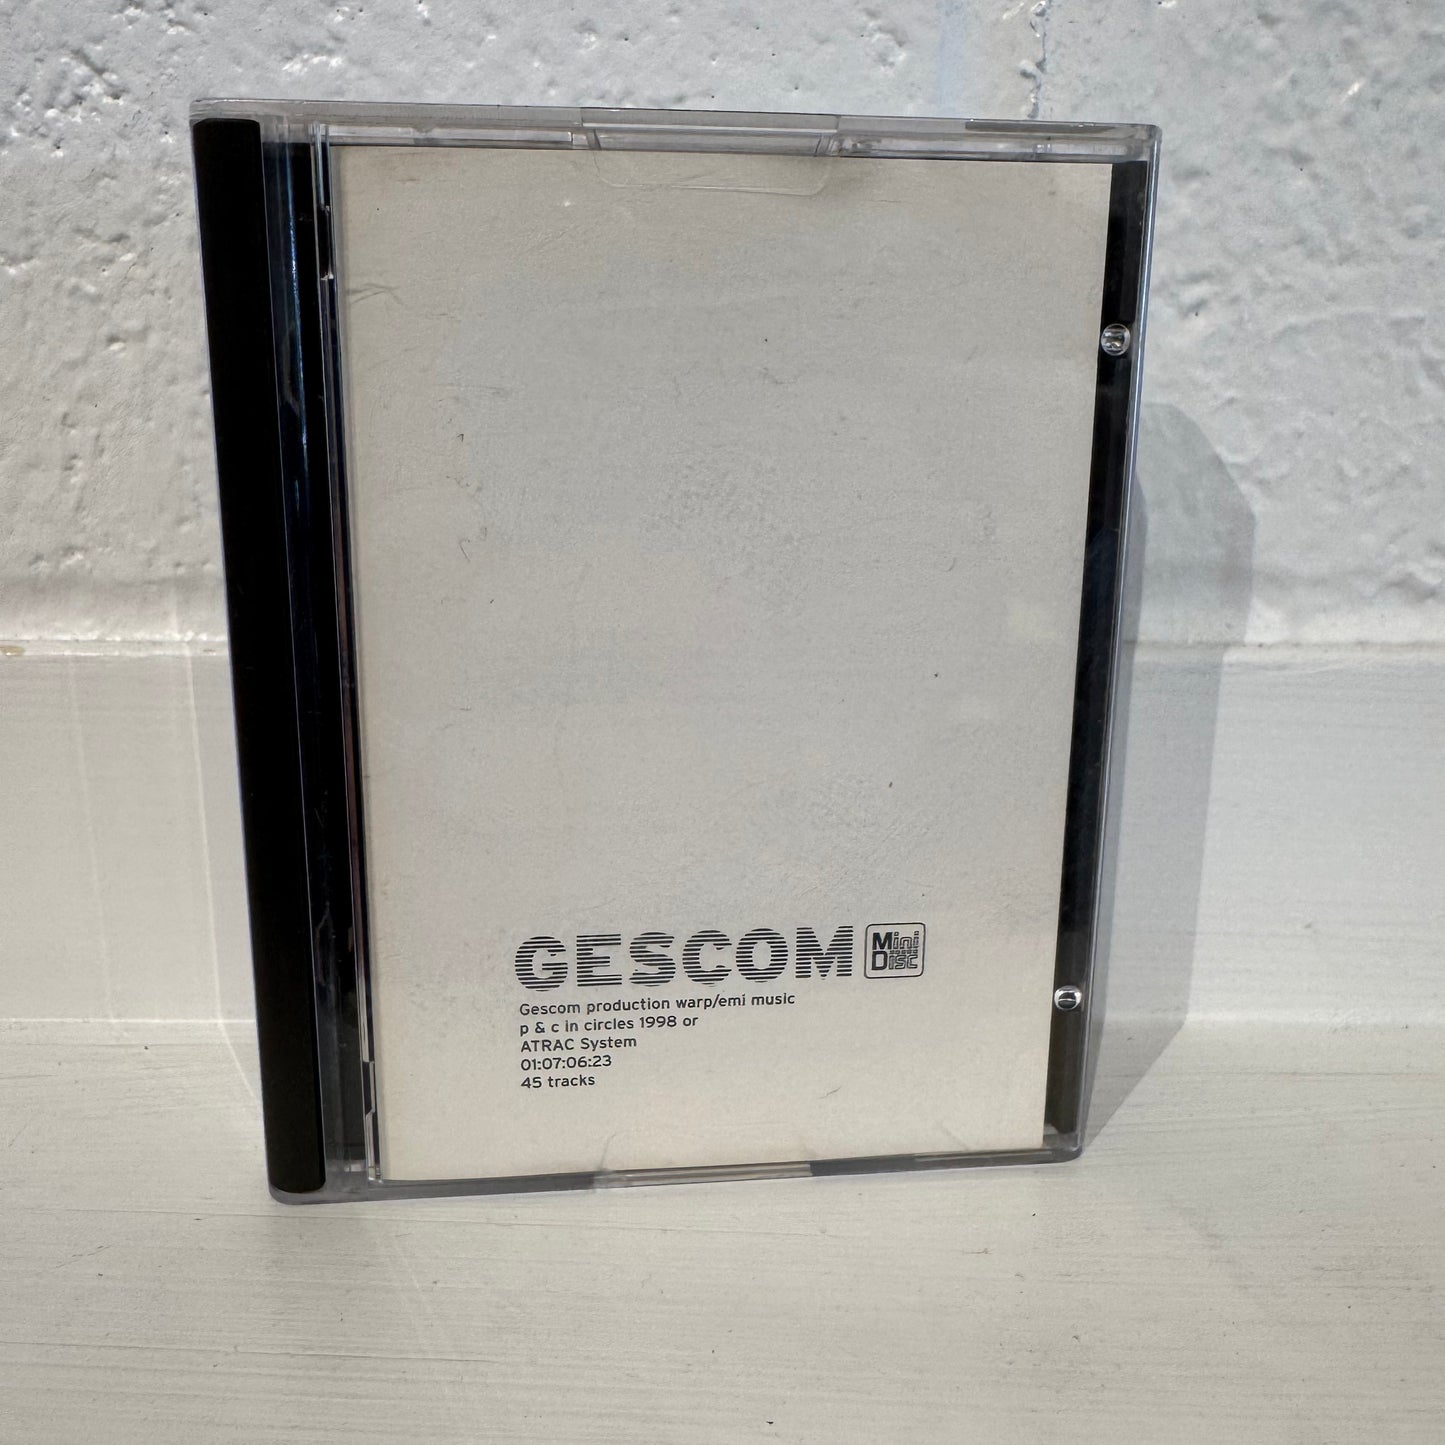 GESCOM Mini Disc
Gescom production warp/emi music
p & c in circles 1998 or
ATRAC System
01:07:06:23
45 tracks